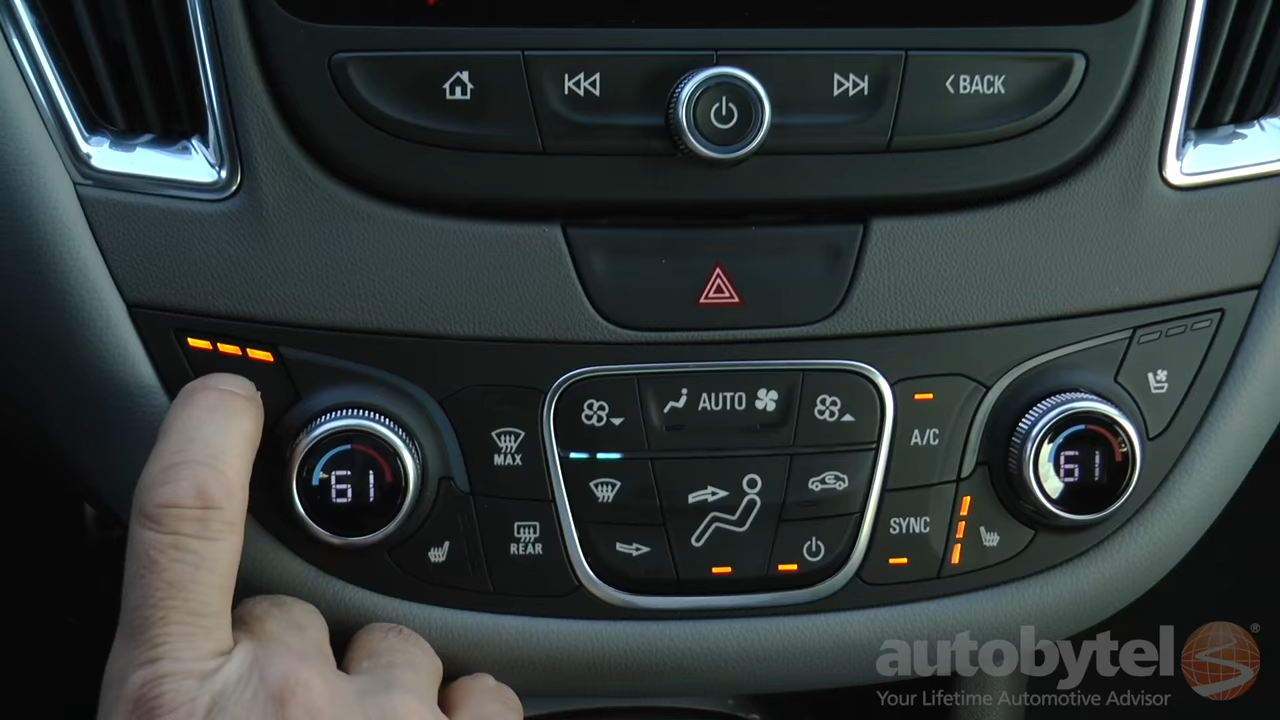 BACK
AUTO
MAX
A/C
61
61
SYNC
REAR
autobytel®
Your Lifetime Automotive Advisor